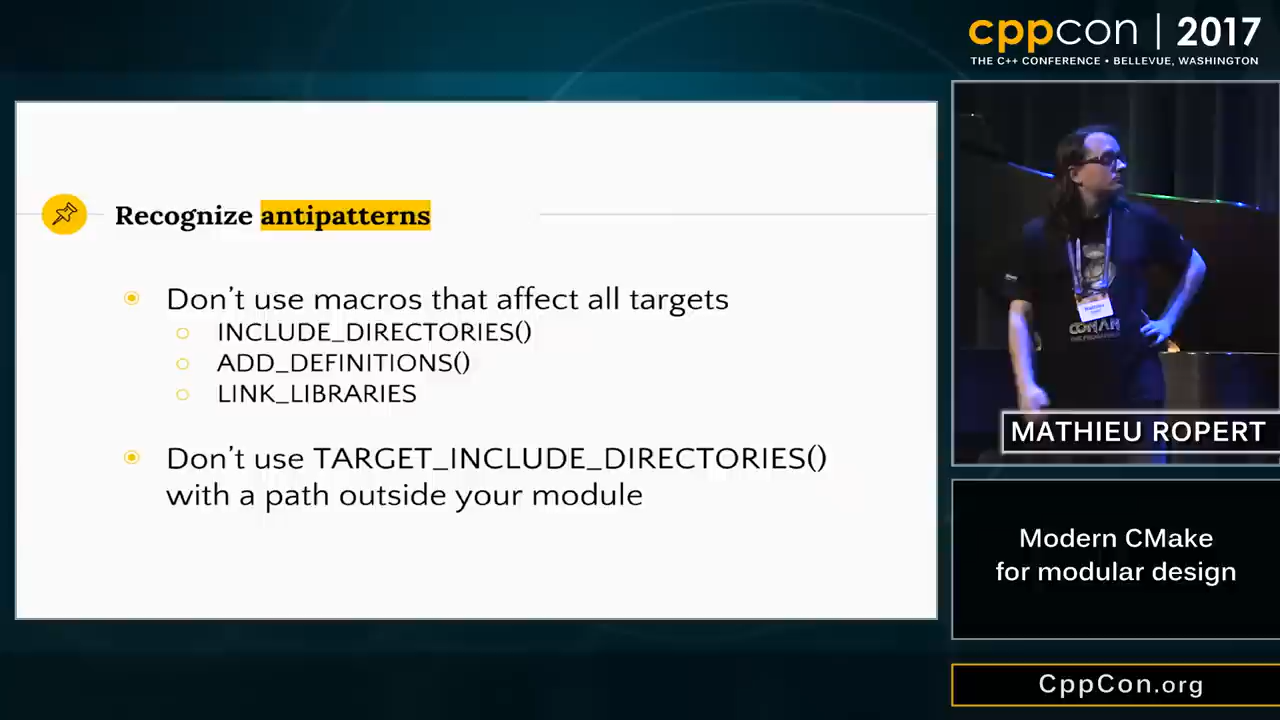 cppcon | 2017
THE C++ CONFERENCE • BELLEVUE, WASHINGTON
Recognize antipatterns
Don't use macros that affect all targets
INCLUDE_DIRECTORIES()
ADD_DEFINITIONS()
LINK_LIBRARIES
Don't use TARGET_INCLUDE_DIRECTORIES()
with a path outside your module
CONAN
MATHIEU ROPERT
Modern CMake
for modular design
CppCon.org